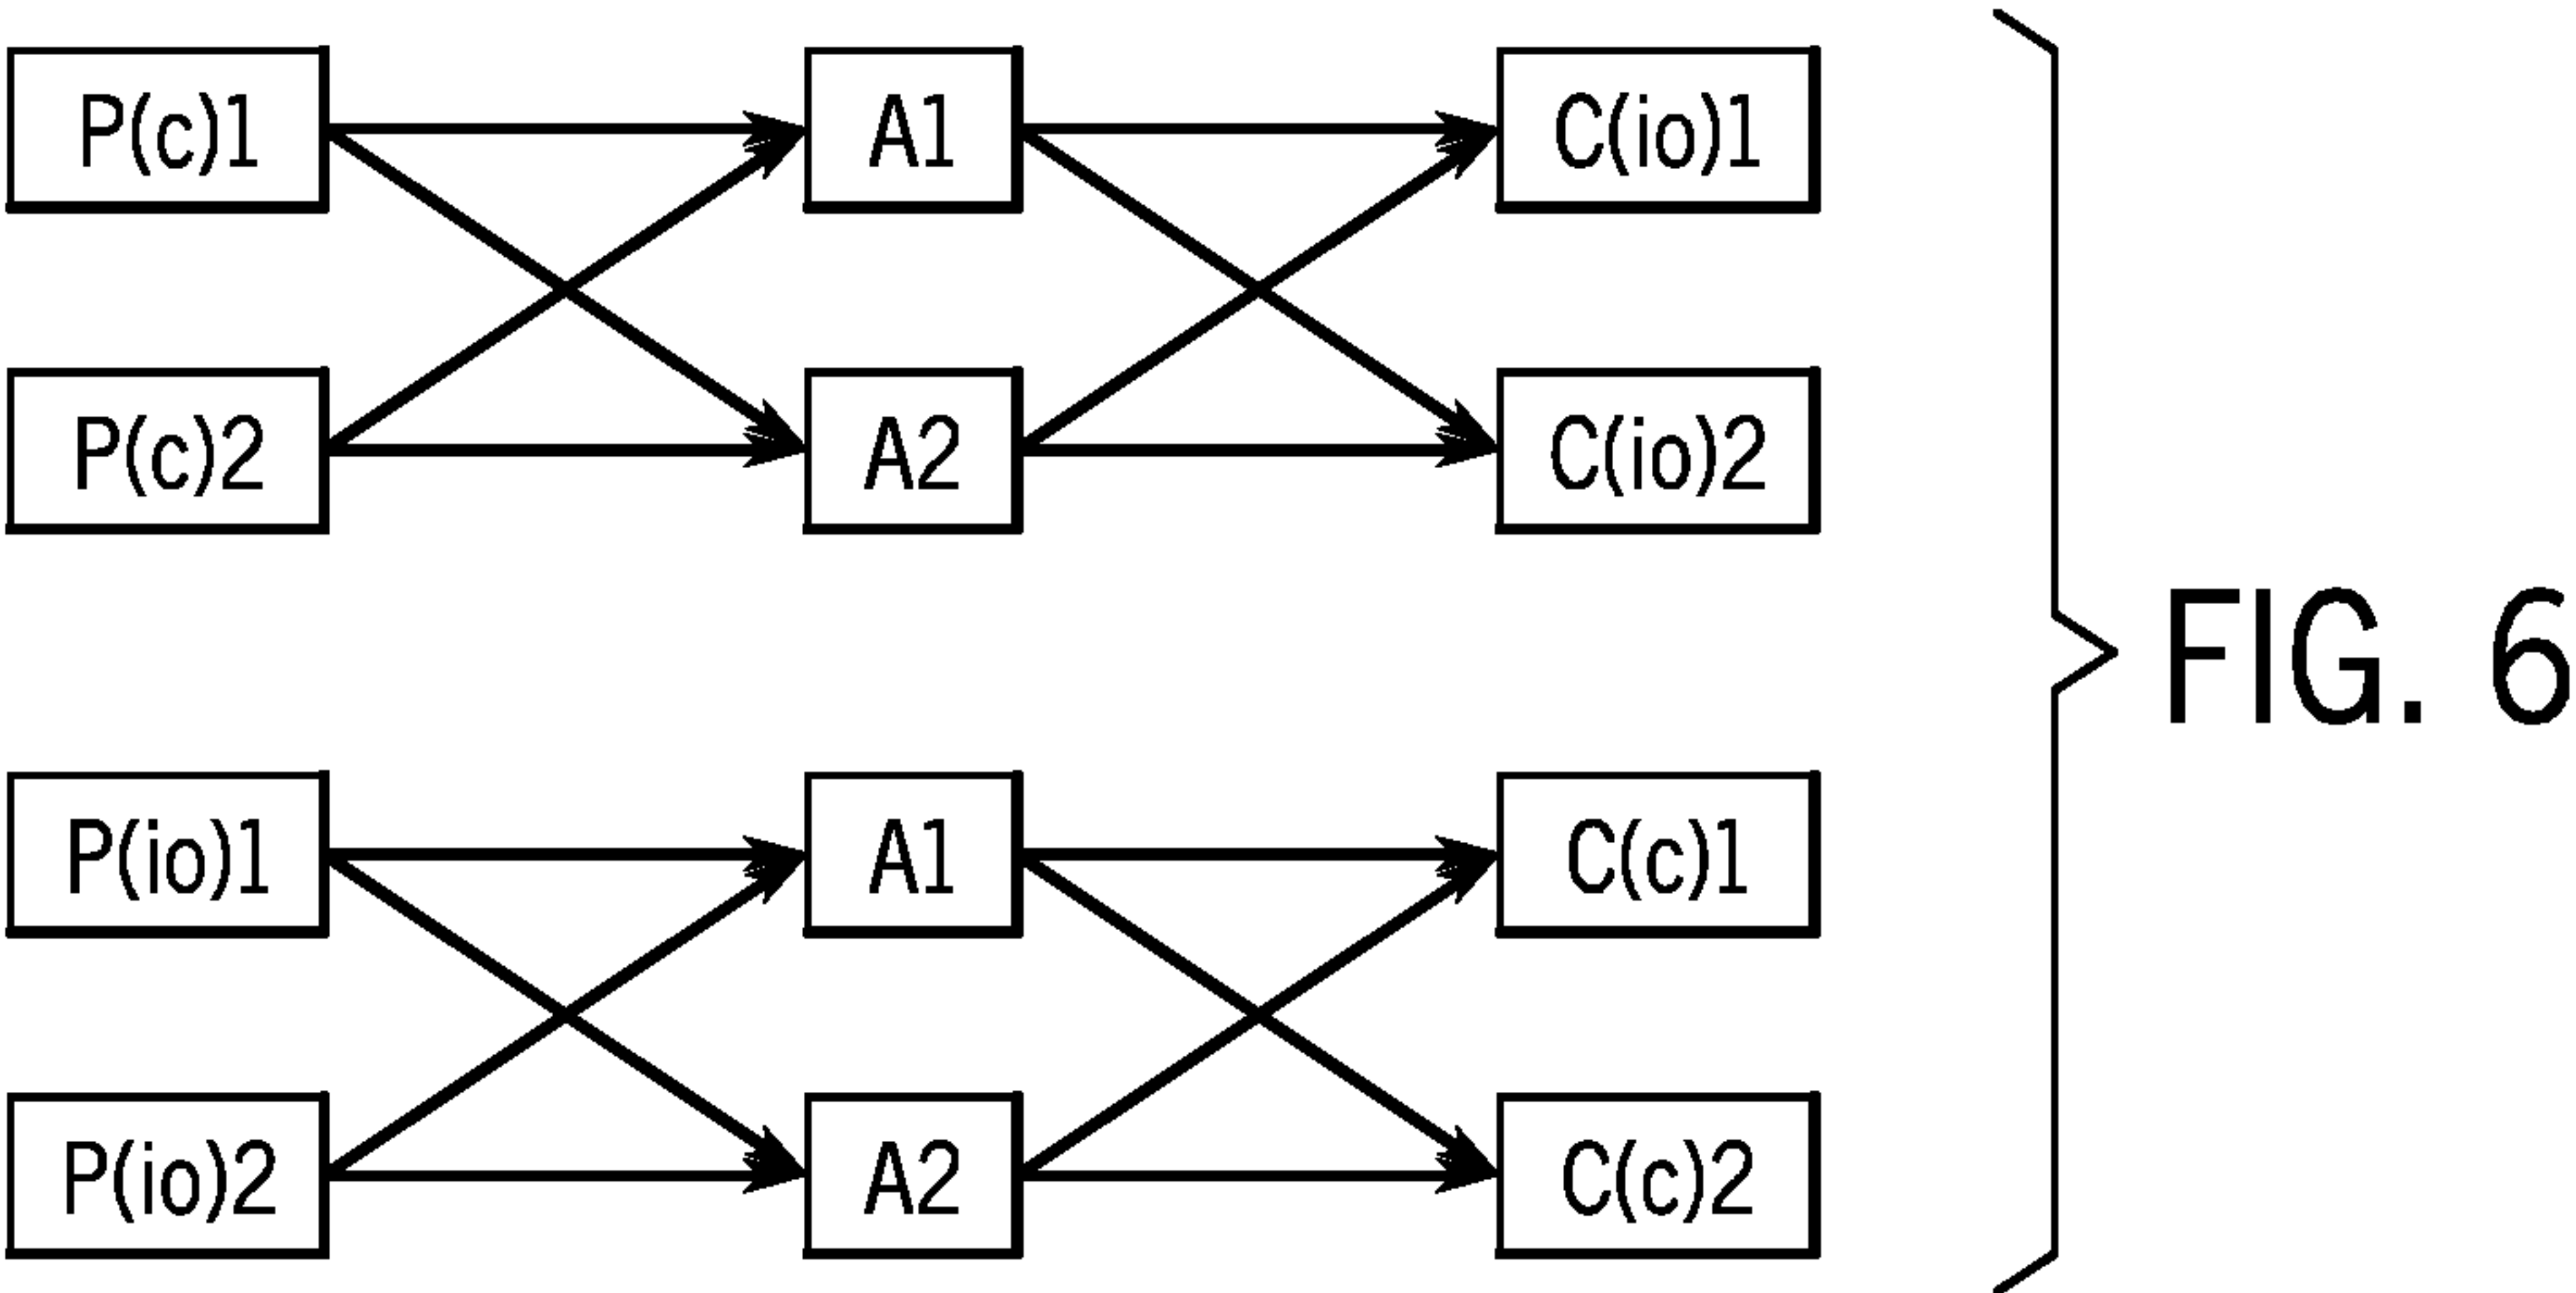 P(c)1 A1 C(io)1
P(c)2 A2 C(io)2
FIG. 6
P(io)1 A1 C(c)1
P(io)2 A2 C(c)2